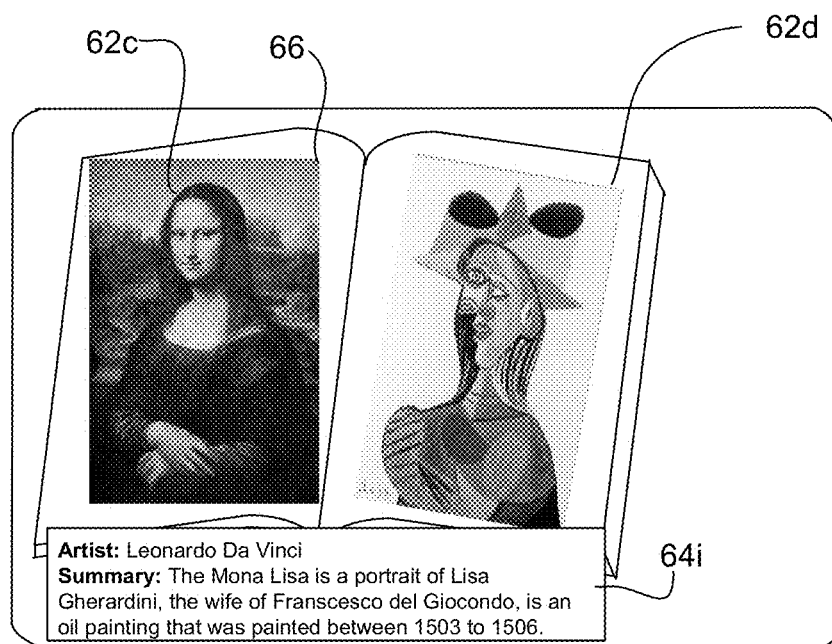 62c
66
62d
Artist: Leonardo Da Vinci
Summary: The Mona Lisa is a portrait of Lisa
Gherardini, the wife of Franscesco del Giocondo, is an
oil painting that was painted between 1503 to 1506.
64i